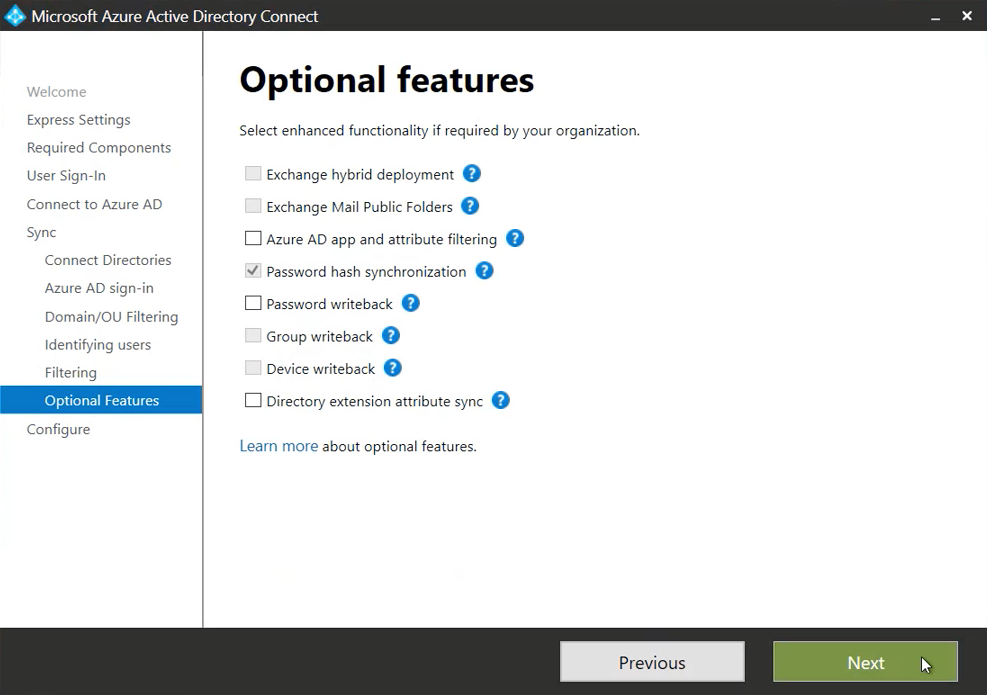 Microsoft Azure Active Directory Connect
Welcome
Express Settings
Required Components
User Sign-In
Connect to Azure AD
Sync
Connect Directories
Azure AD sign-in
Domain/OU Filtering
Identifying users
Filtering
Optional Features
Configure
Optional features
Select enhanced functionality if required by your organization.
Exchange hybrid deployment ?
Exchange Mail Public Folders ?
Azure AD app and attribute filtering ?
Password hash synchronization ?
Password writeback ?
Group writeback ?
Device writeback ?
Directory extension attribute sync ?
Learn more about optional features.
Previous
Next